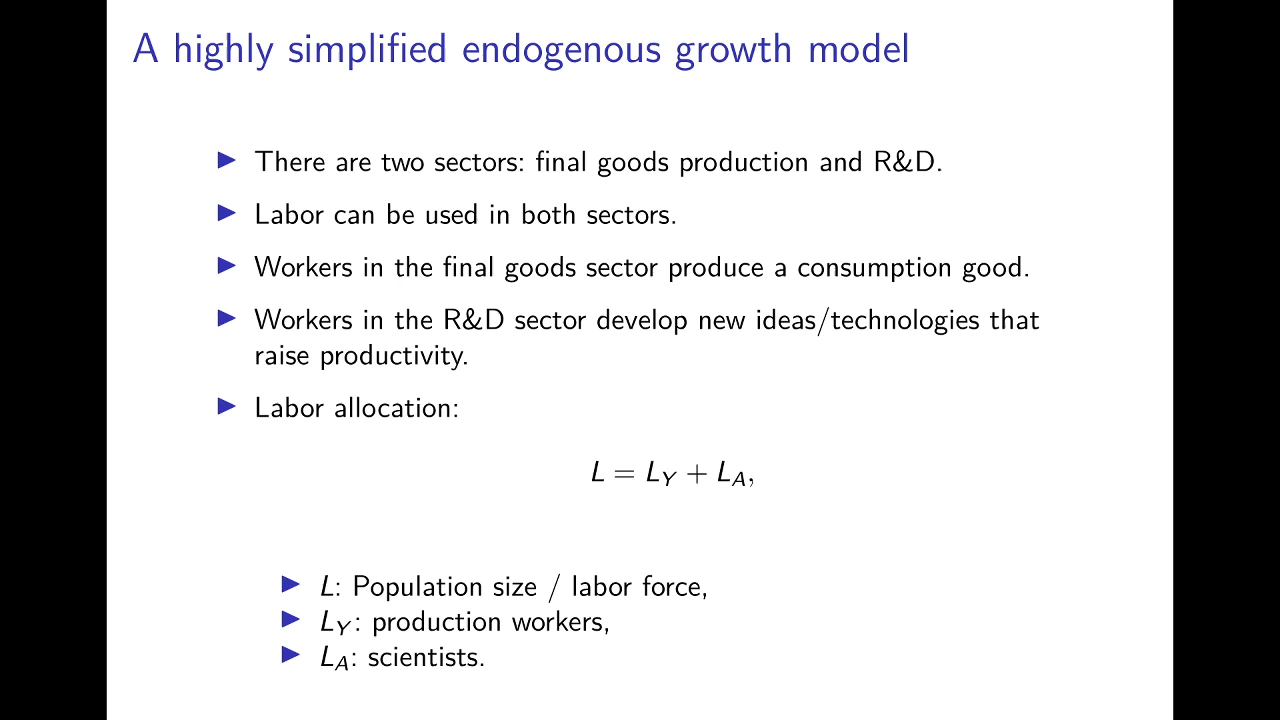 A highly simplified endogenous growth model
▶ There are two sectors: final goods production and R&D.
▶ Labor can be used in both sectors.
▶ Workers in the final goods sector produce a consumption good.
▶ Workers in the R&D sector develop new ideas/technologies that
raise productivity.
▶ Labor allocation:
L = L_Y + L_A,
▶ L: Population size / labor force,
▶ L_Y: production workers,
▶ L_A: scientists.